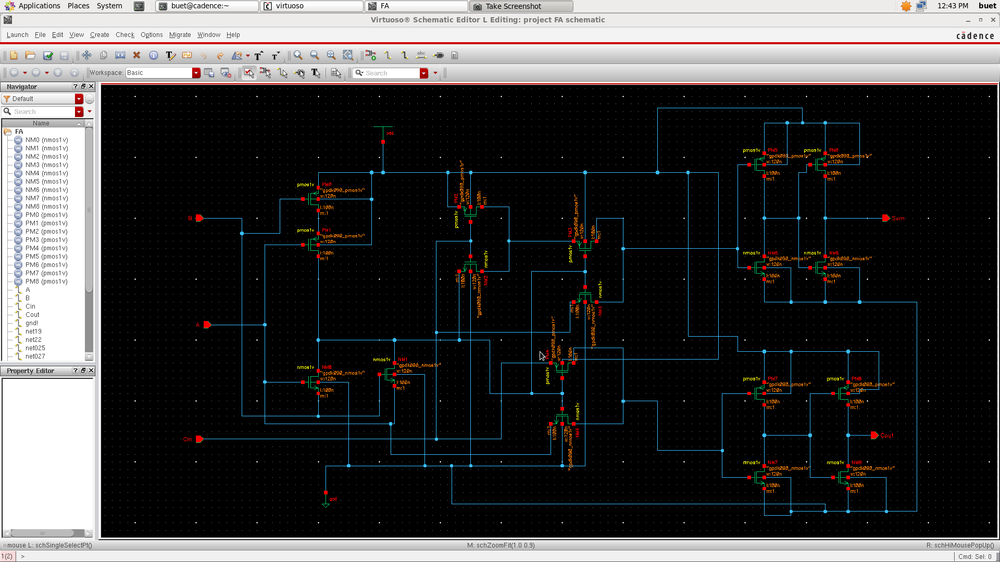 Applications Places System buet@cadence:~ virtuoso FA Take Screenshot 12:43 PM buet
Virtuoso® Schematic Editor L Editing: project FA schematic
Launch File Edit View Create Check Options Migrate Window Help cādence
Workspace: Basic Search
Navigator
Default
Search
Name
FA
NM0 (nmos1v)
NM1 (nmos1v)
NM2 (nmos1v)
NM3 (nmos1v)
NM4 (nmos1v)
NM5 (nmos1v)
NM6 (nmos1v)
NM7 (nmos1v)
NM8 (nmos1v)
PM0 (pmos1v)
PM1 (pmos1v)
PM2 (pmos1v)
PM3 (pmos1v)
PM4 (pmos1v)
PM5 (pmos1v)
PM6 (pmos1v)
PM7 (pmos1v)
PM8 (pmos1v)
A
B
Cin
Cout
gnd!
net19
net22
net025
net027
Property Editor
vdd
B
A
Cin
gnd
Sum
Cout
pmos1v PM0
"gpdk090_pmos1v"
w:120n
l:100n
m:1
pmos1v PM1
"gpdk090_pmos1v"
w:120n
l:100n
m:1
nmos1v NM0
"gpdk090_nmos1v"
w:120n
l:100n
m:1
nmos1v NM1
"gpdk090_nmos1v"
w:120n
l:100n
m:1
pmos1v PM2
"gpdk090_pmos1v"
w:120n
l:100n
m:1
nmos1v NM2
"gpdk090_nmos1v"
w:120n
l:100n
m:1
pmos1v PM3
"gpdk090_pmos1v"
w:120n
l:100n
m:1
nmos1v NM3
"gpdk090_nmos1v"
w:120n
l:100n
m:1
pmos1v PM4
"gpdk090_pmos1v"
w:120n
l:100n
m:1
nmos1v NM4
"gpdk090_nmos1v"
w:120n
l:100n
m:1
pmos1v PM5
"gpdk090_pmos1v"
w:120n
l:100n
m:1
pmos1v PM6
"gpdk090_pmos1v"
w:120n
l:100n
m:1
nmos1v NM5
"gpdk090_nmos1v"
w:120n
l:100n
m:1
nmos1v NM6
"gpdk090_nmos1v"
w:120n
l:100n
m:1
pmos1v PM7
"gpdk090_pmos1v"
w:120n
l:100n
m:1
pmos1v PM8
"gpdk090_pmos1v"
w:120n
l:100n
m:1
nmos1v NM7
"gpdk090_nmos1v"
w:120n
l:100n
m:1
nmos1v NM8
"gpdk090_nmos1v"
w:120n
l:100n
m:1
mouse L: schSingleSelectPt() M: schZoomFit(1.0 0.9) R: schHiMousePopUp()
1(2) > Cmd: Sel: 0